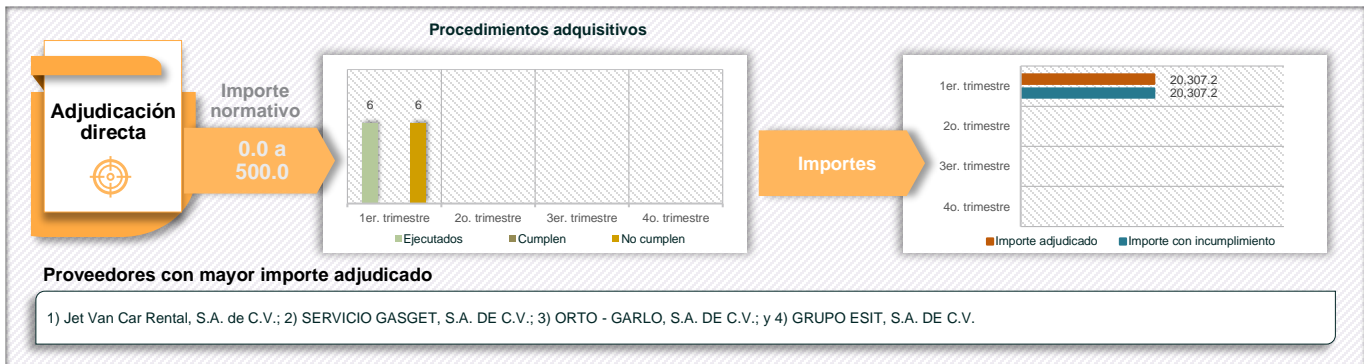 Procedimientos adquisitivos
Adjudicación
directa
Importe
normativo
0.0 a
500.0
6 6
1er. trimestre 2o. trimestre 3er. trimestre 4o. trimestre
Ejecutados Cumplen No cumplen
Importes
1er. trimestre
20,307.2
20,307.2
2o. trimestre
3er. trimestre
4o. trimestre
Importe adjudicado Importe con incumplimiento
Proveedores con mayor importe adjudicado
1) Jet Van Car Rental, S.A. de C.V.; 2) SERVICIO GASGET, S.A. DE C.V.; 3) ORTO - GARLO, S.A. DE C.V.; y 4) GRUPO ESIT, S.A. DE C.V.